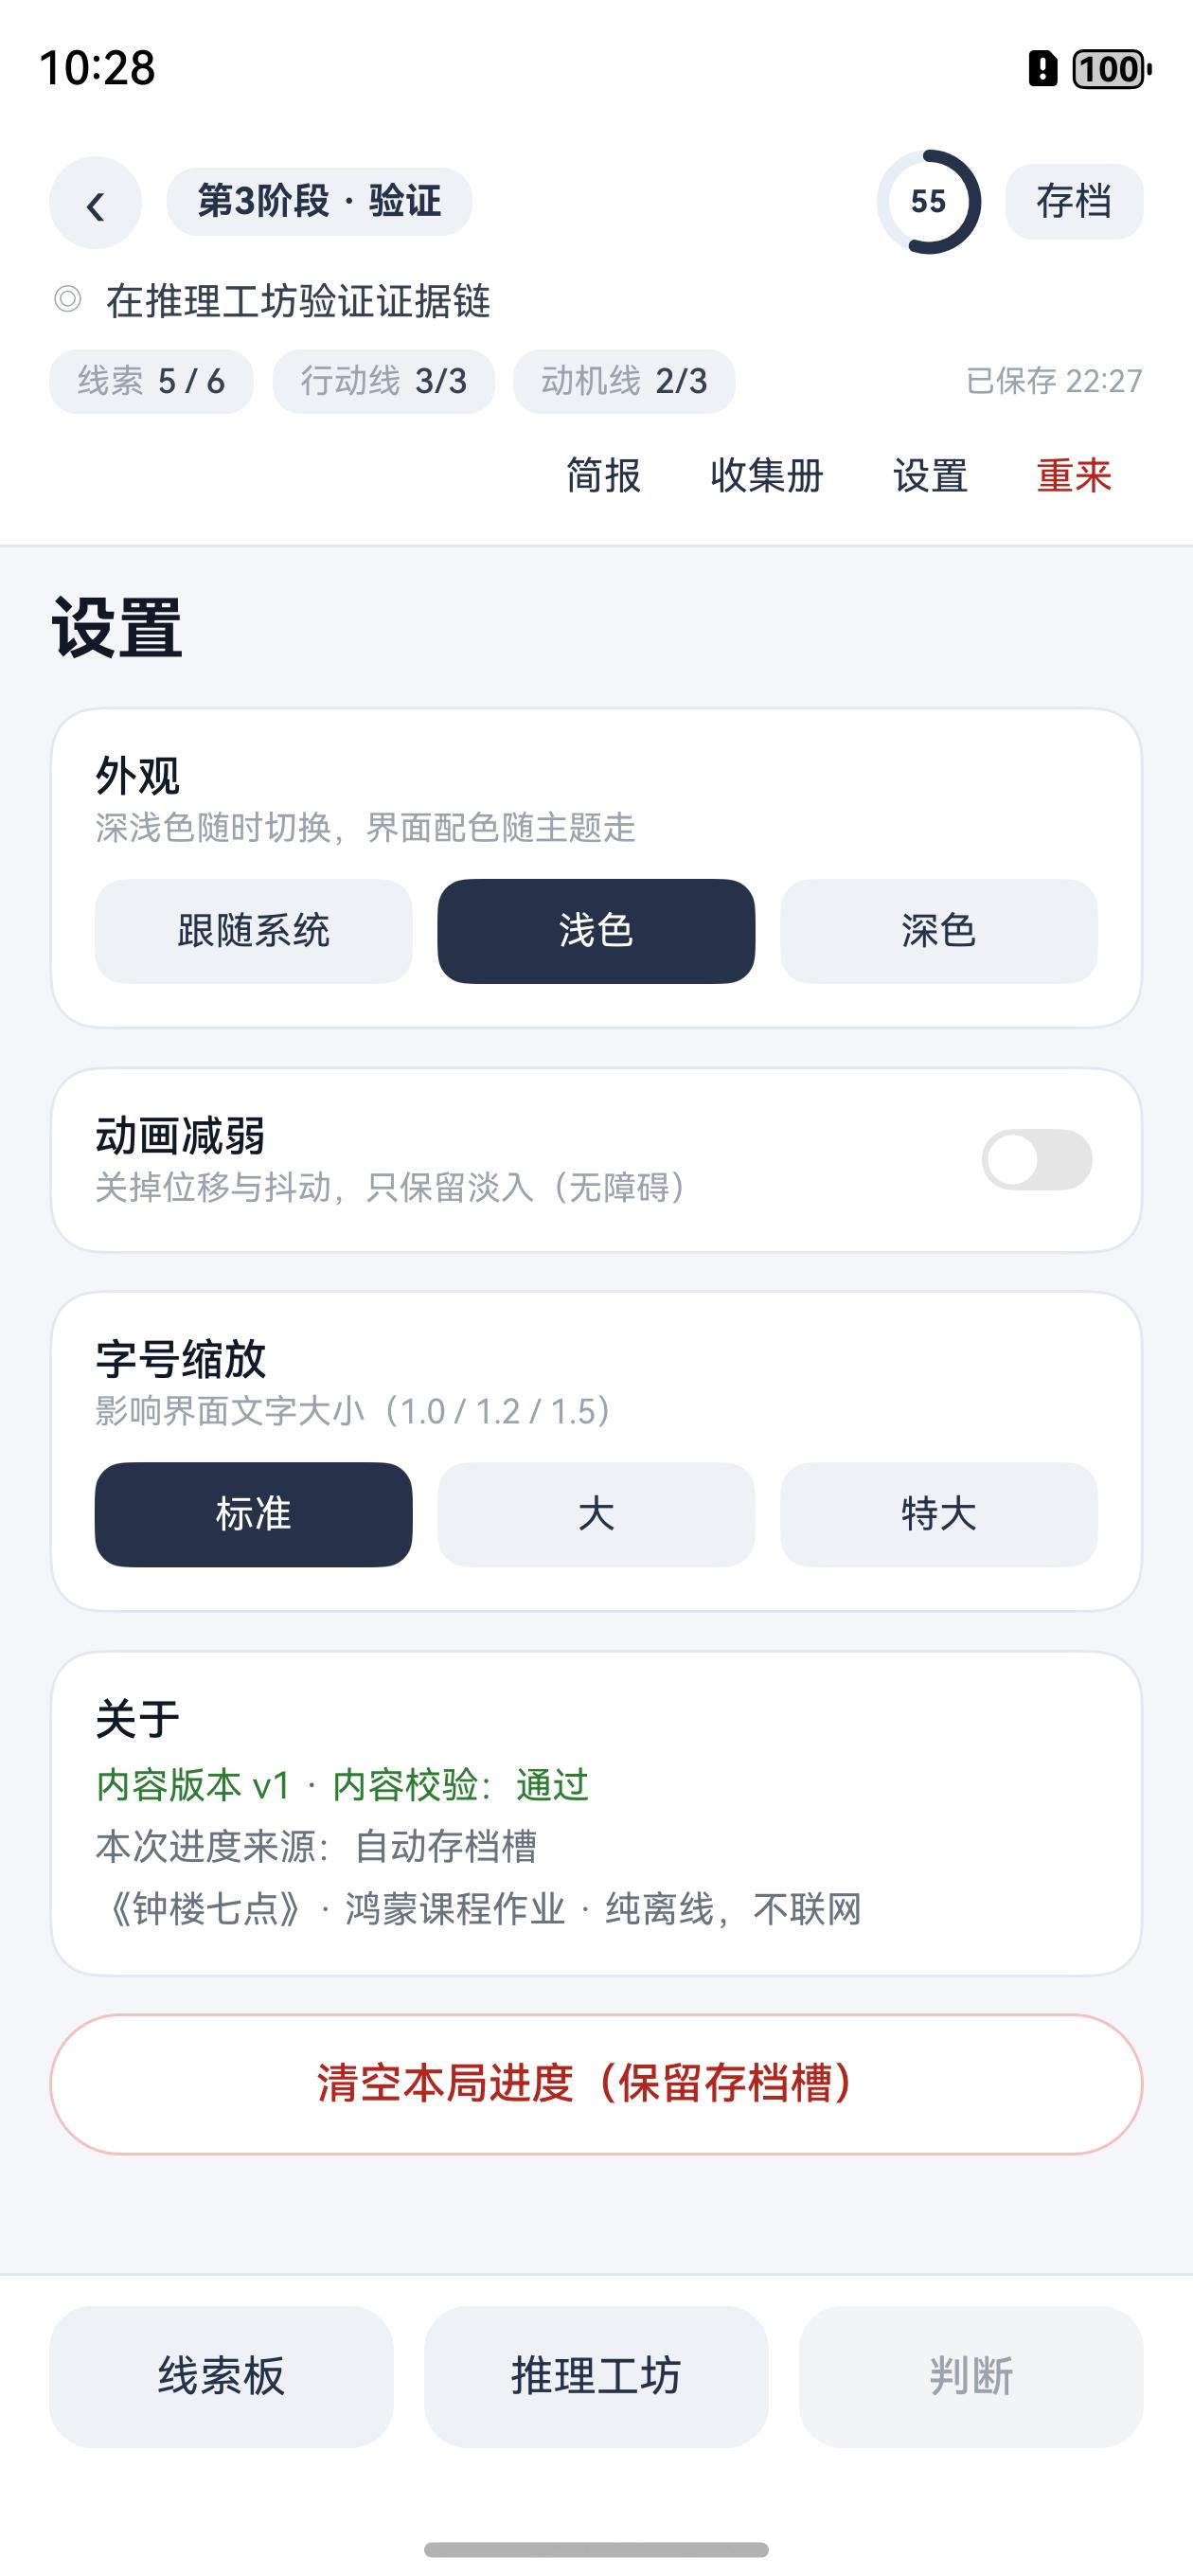 10:28
100
‹ 第3阶段 · 验证 55 存档
◎ 在推理工坊验证证据链
线索 5 / 6 行动线 3/3 动机线 2/3 已保存 22:27
简报 收集册 设置 重来
设置
外观
深浅色随时切换，界面配色随主题走
跟随系统 浅色 深色
动画减弱
关掉位移与抖动，只保留淡入（无障碍）
字号缩放
影响界面文字大小（1.0 / 1.2 / 1.5）
标准 大 特大
关于
内容版本 v1 · 内容校验：通过
本次进度来源：自动存档槽
《钟楼七点》 · 鸿蒙课程作业 · 纯离线，不联网
清空本局进度（保留存档槽）
线索板 推理工坊 判断